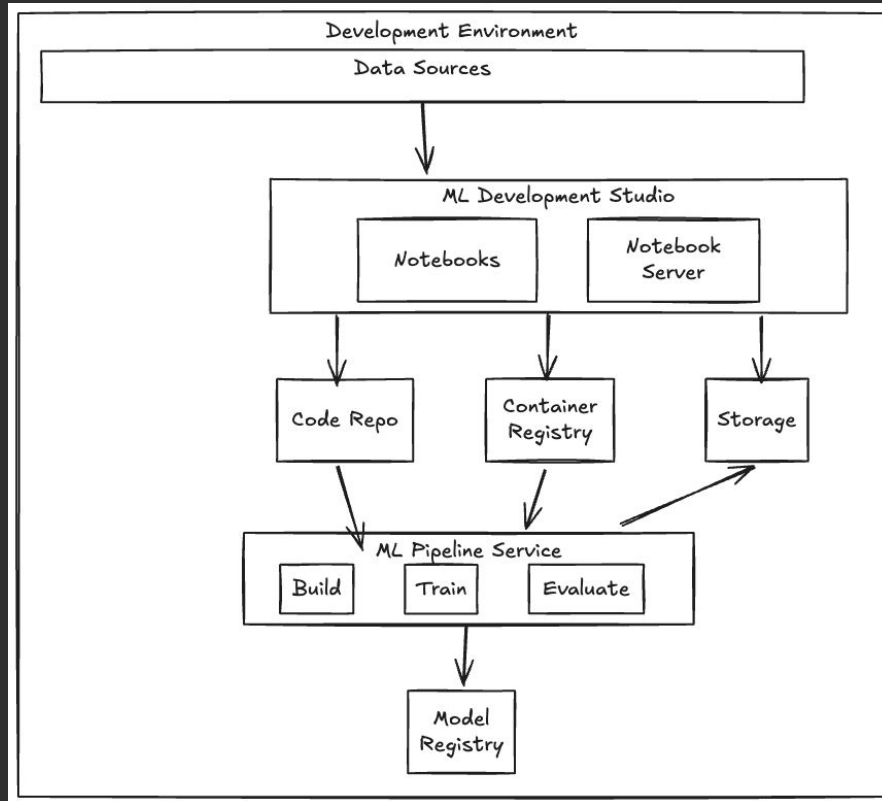 Development Environment
Data Sources
ML Development Studio
Notebooks
Notebook
Server
Code Repo
Container
Registry
Storage
ML Pipeline Service
Build
Train
Evaluate
Model
Registry